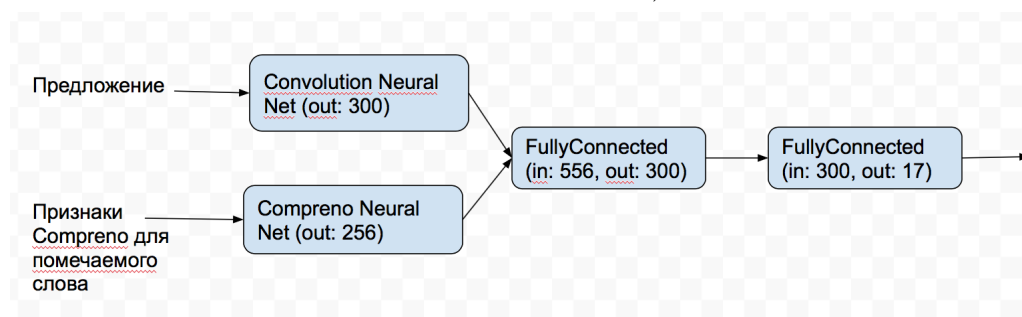 Предложение
Convolution Neural
Net (out: 300)
FullyConnected
(in: 556, out: 300)
FullyConnected
(in: 300, out: 17)
Признаки
Compreno для
помечаемого
слова
Compreno Neural
Net (out: 256)